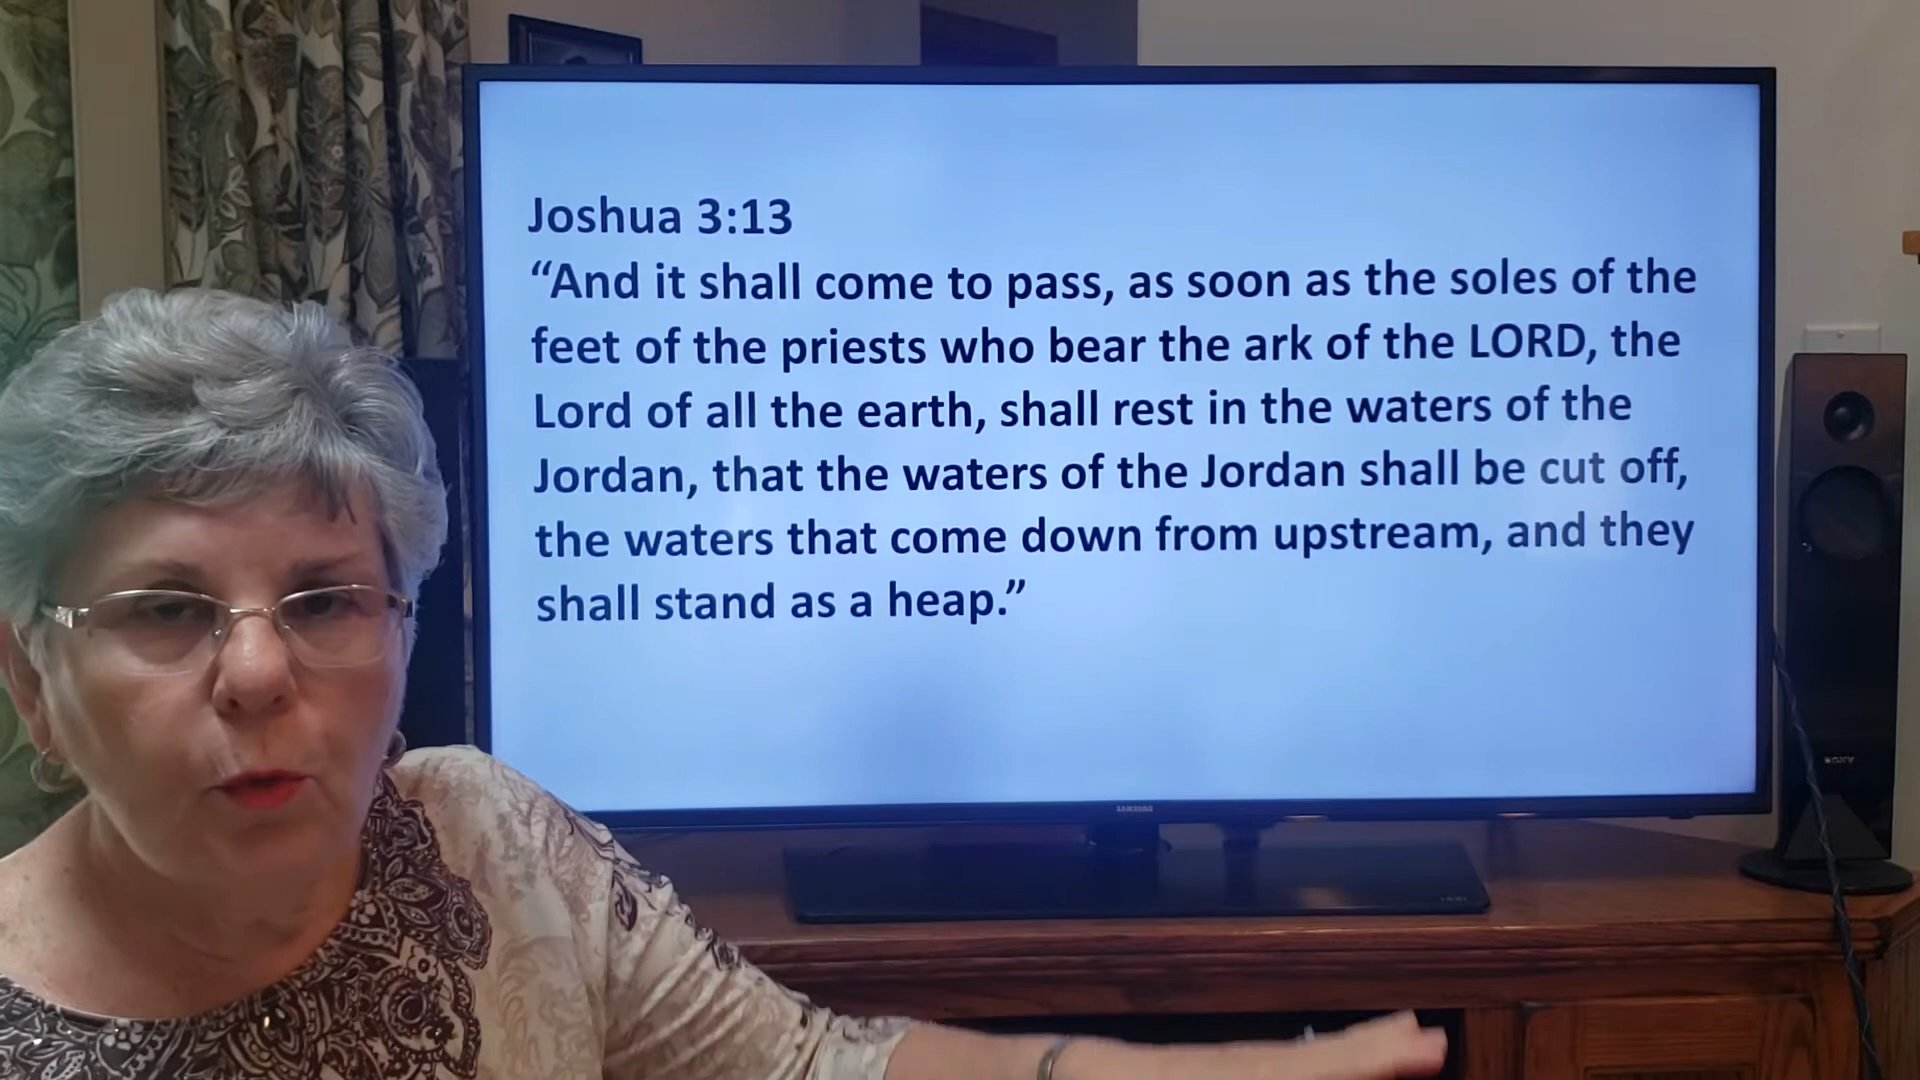 Joshua 3:13
“And it shall come to pass, as soon as the soles of the
feet of the priests who bear the ark of the LORD, the
Lord of all the earth, shall rest in the waters of the
Jordan, that the waters of the Jordan shall be cut off,
the waters that come down from upstream, and they
shall stand as a heap.”
SONY
SAMSUNG